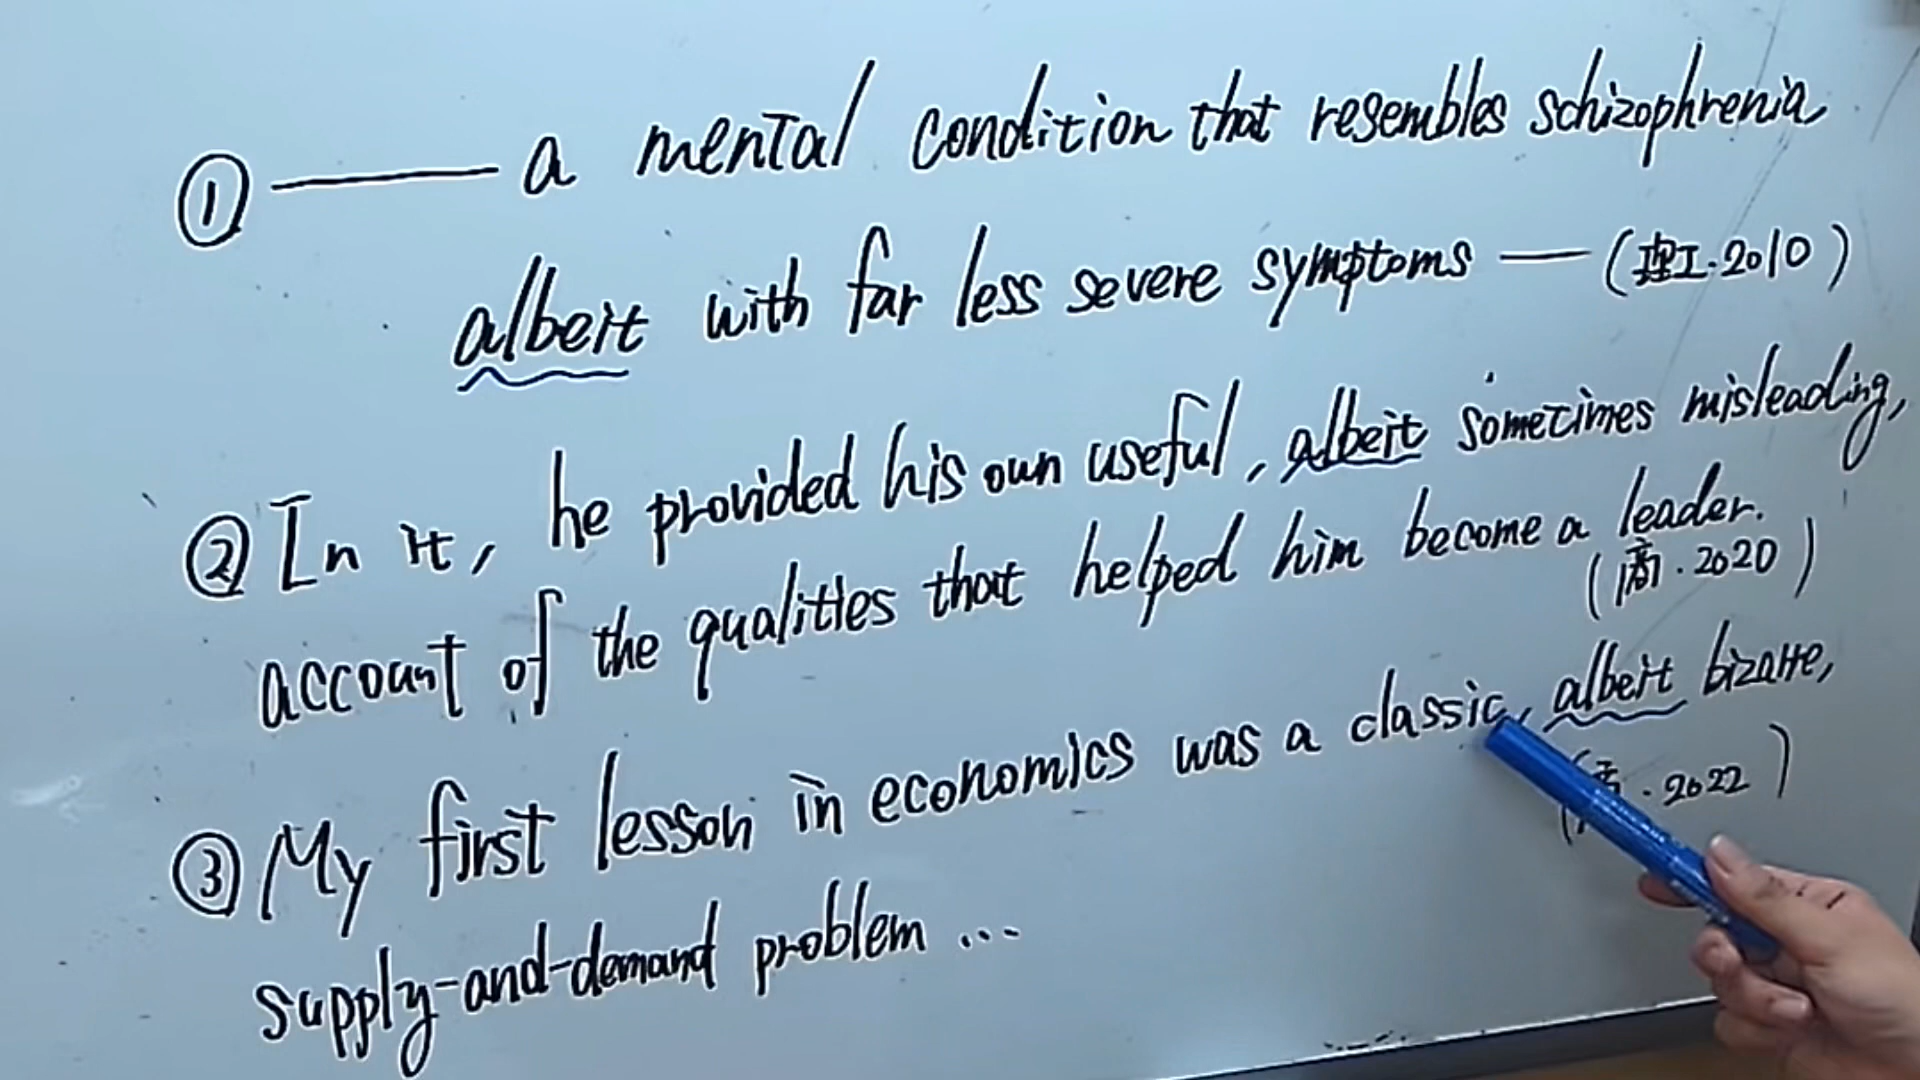 ① —— a mental condition that resembles schizophrenia
albeit with far less severe symptoms — (理工.2010)
② In it, he provided his own useful, albeit sometimes misleading,
account of the qualities that helped him become a leader.
(商.2020)
③ My first lesson in economics was a classic, albeit bizarre,
(商.2022)
supply-and-demand problem ...